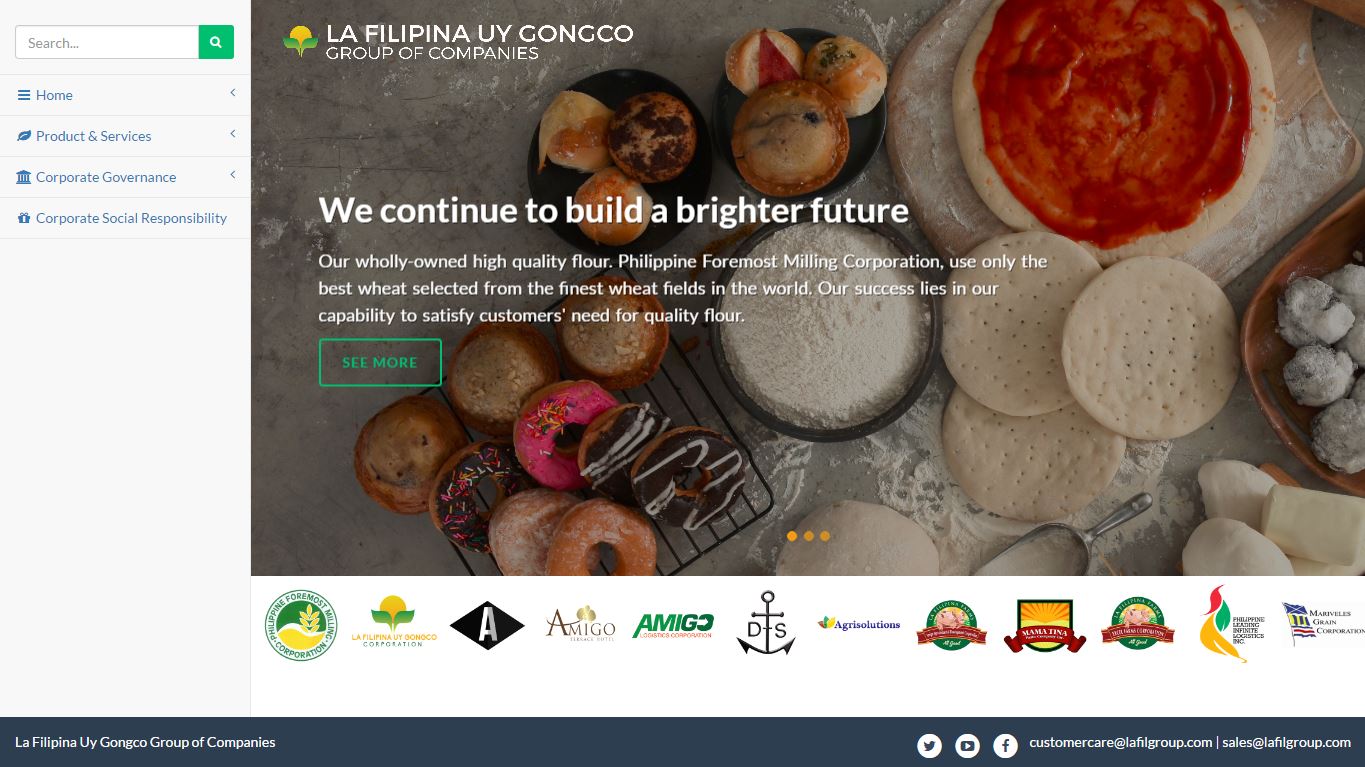 Search...
Home
Product & Services
Corporate Governance
Corporate Social Responsibility
LA FILIPINA UY GONGCO
GROUP OF COMPANIES
We continue to build a brighter future
Our wholly-owned high quality flour. Philippine Foremost Milling Corporation, use only the
best wheat selected from the finest wheat fields in the world. Our success lies in our
capability to satisfy customers' need for quality flour.
SEE MORE
PHILIPPINE FOREMOST MILLING
CORPORATION
LA FILIPINA UY GONGCO
CORPORATION
A
AMIGO
TERRACE HOTEL
AMIGO
LOGISTICS CORPORATION
D S
Agrisolutions
MAMA TINA
PHILIPPINE
LEADING
INFINITE
LOGISTICS
INC.
MARIVELES
GRAIN
CORPORATION
La Filipina Uy Gongco Group of Companies
customercare@lafilgroup.com | sales@lafilgroup.com